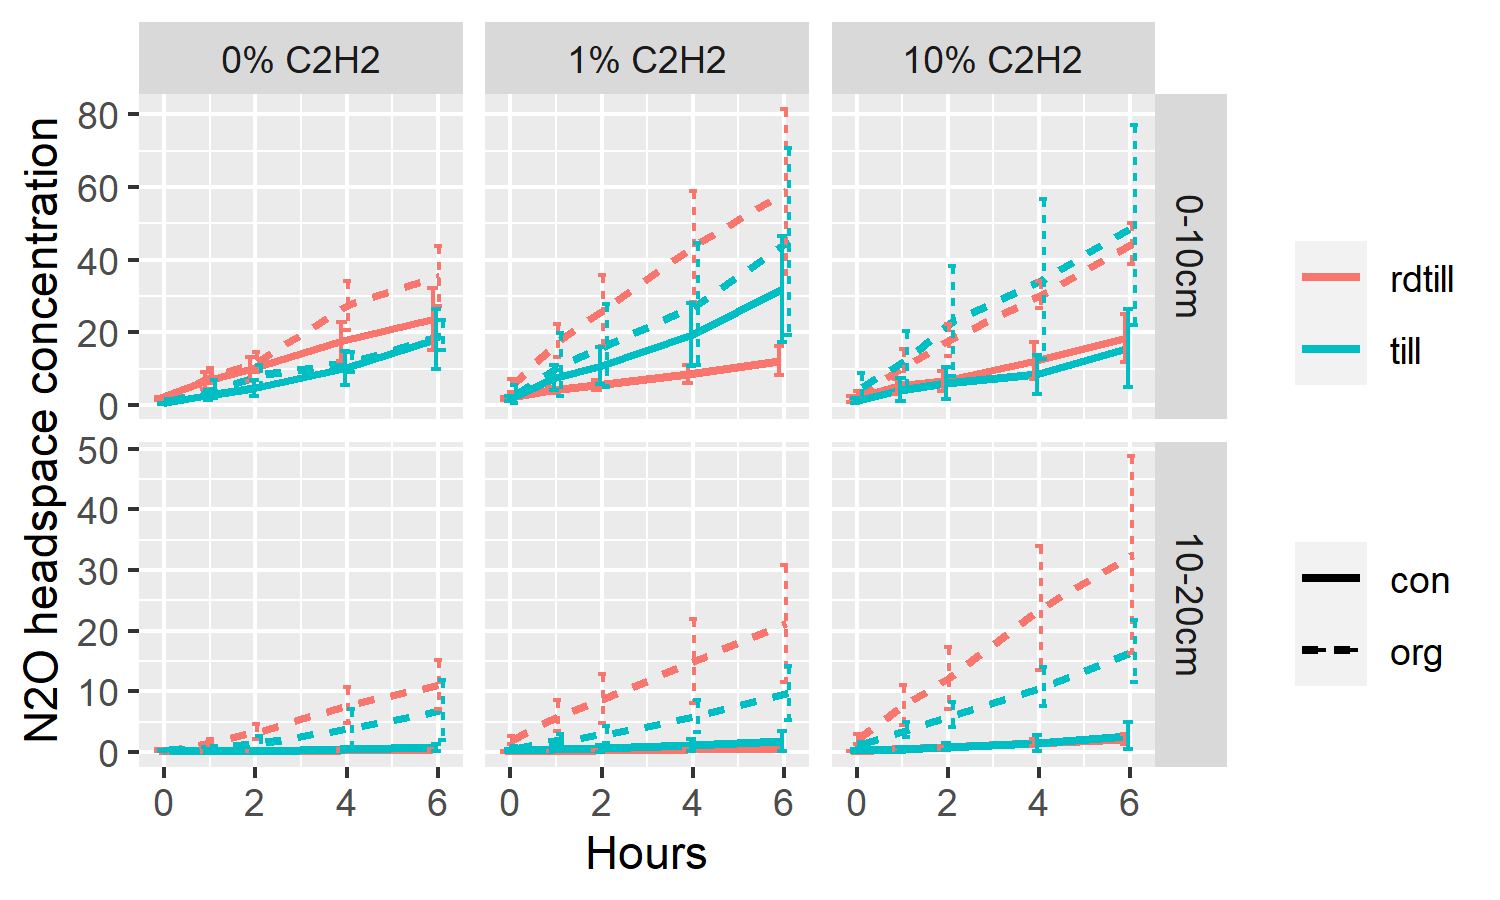 0% C2H2 1% C2H2 10% C2H2
80
60
40
20
0
0-10cm
50
40
30
20
10
0
10-20cm
0 2 4 6 0 2 4 6 0 2 4 6
Hours
N2O headspace concentration
rdtill
till
con
org